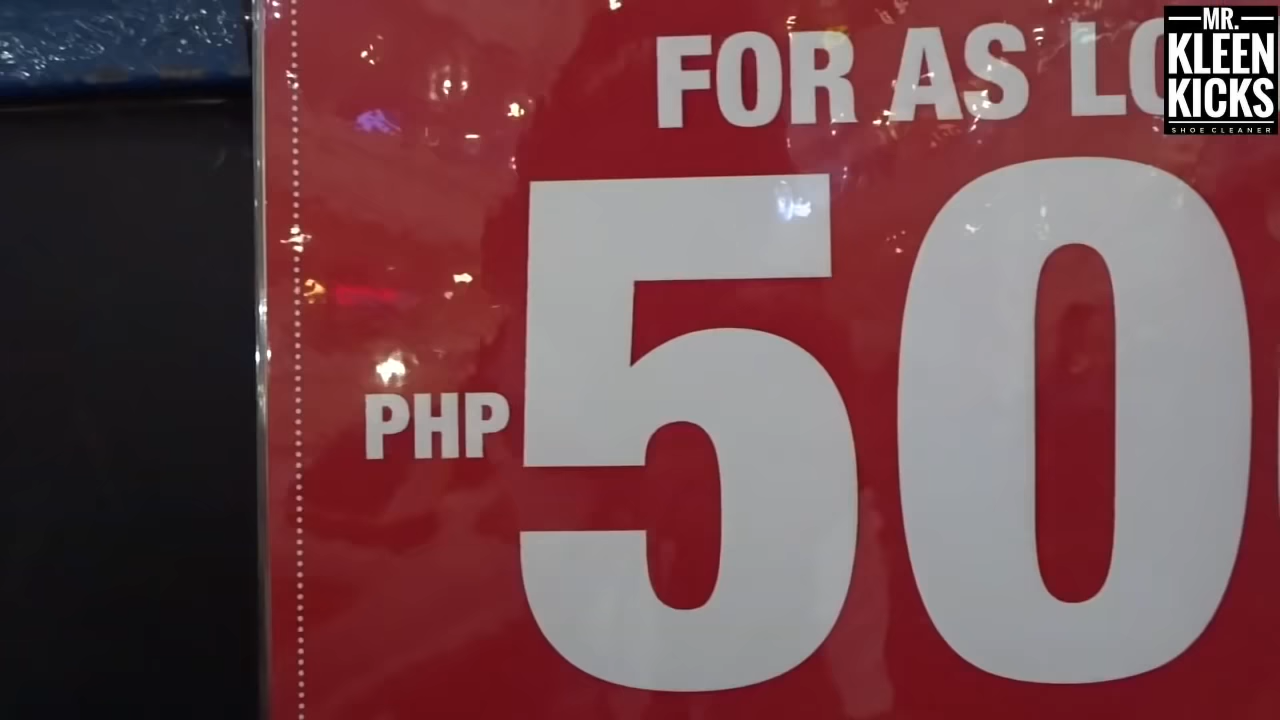 FOR AS LO
PHP 50
MR.
KLEEN
KICKS
SHOE CLEANER